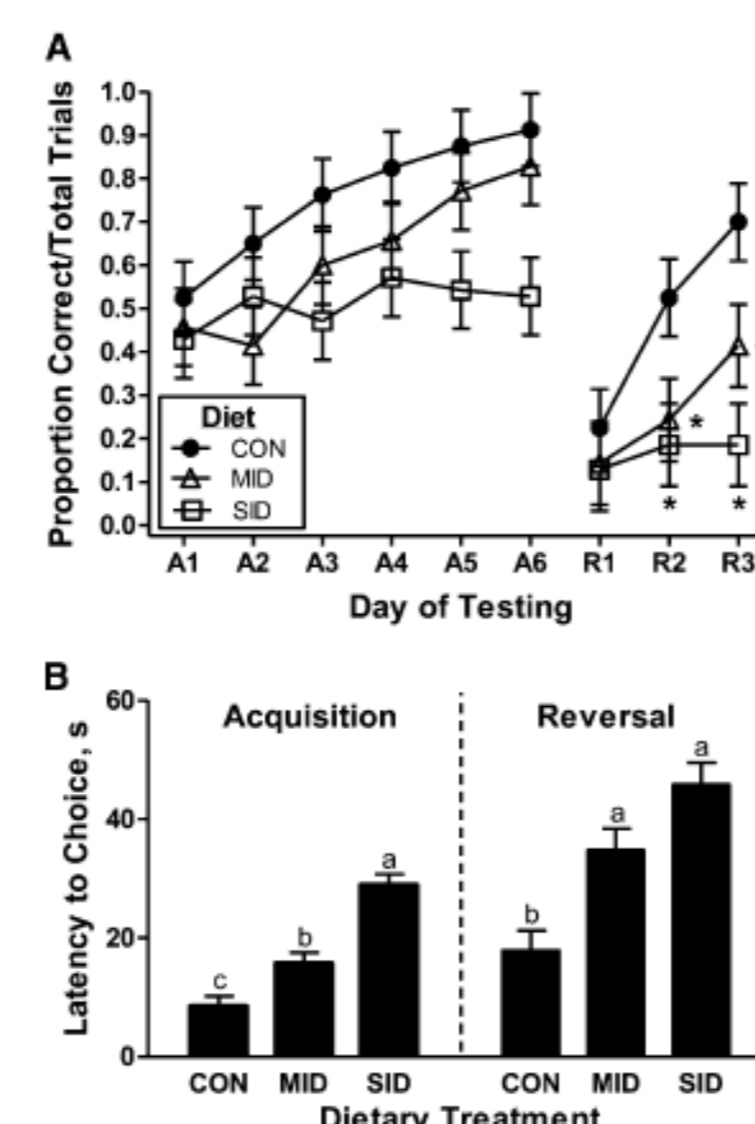 A
Proportion Correct/Total Trials
1.0
0.9
0.8
0.7
0.6
0.5
0.4
0.3
0.2
0.1
0.0
Diet
CON
MID
SID
*
* *
A1 A2 A3 A4 A5 A6 R1 R2 R3
Day of Testing
B
Latency to Choice, s
60
40
20
0
Acquisition Reversal
c b a b a a
CON MID SID CON MID SID
Dietary Treatment